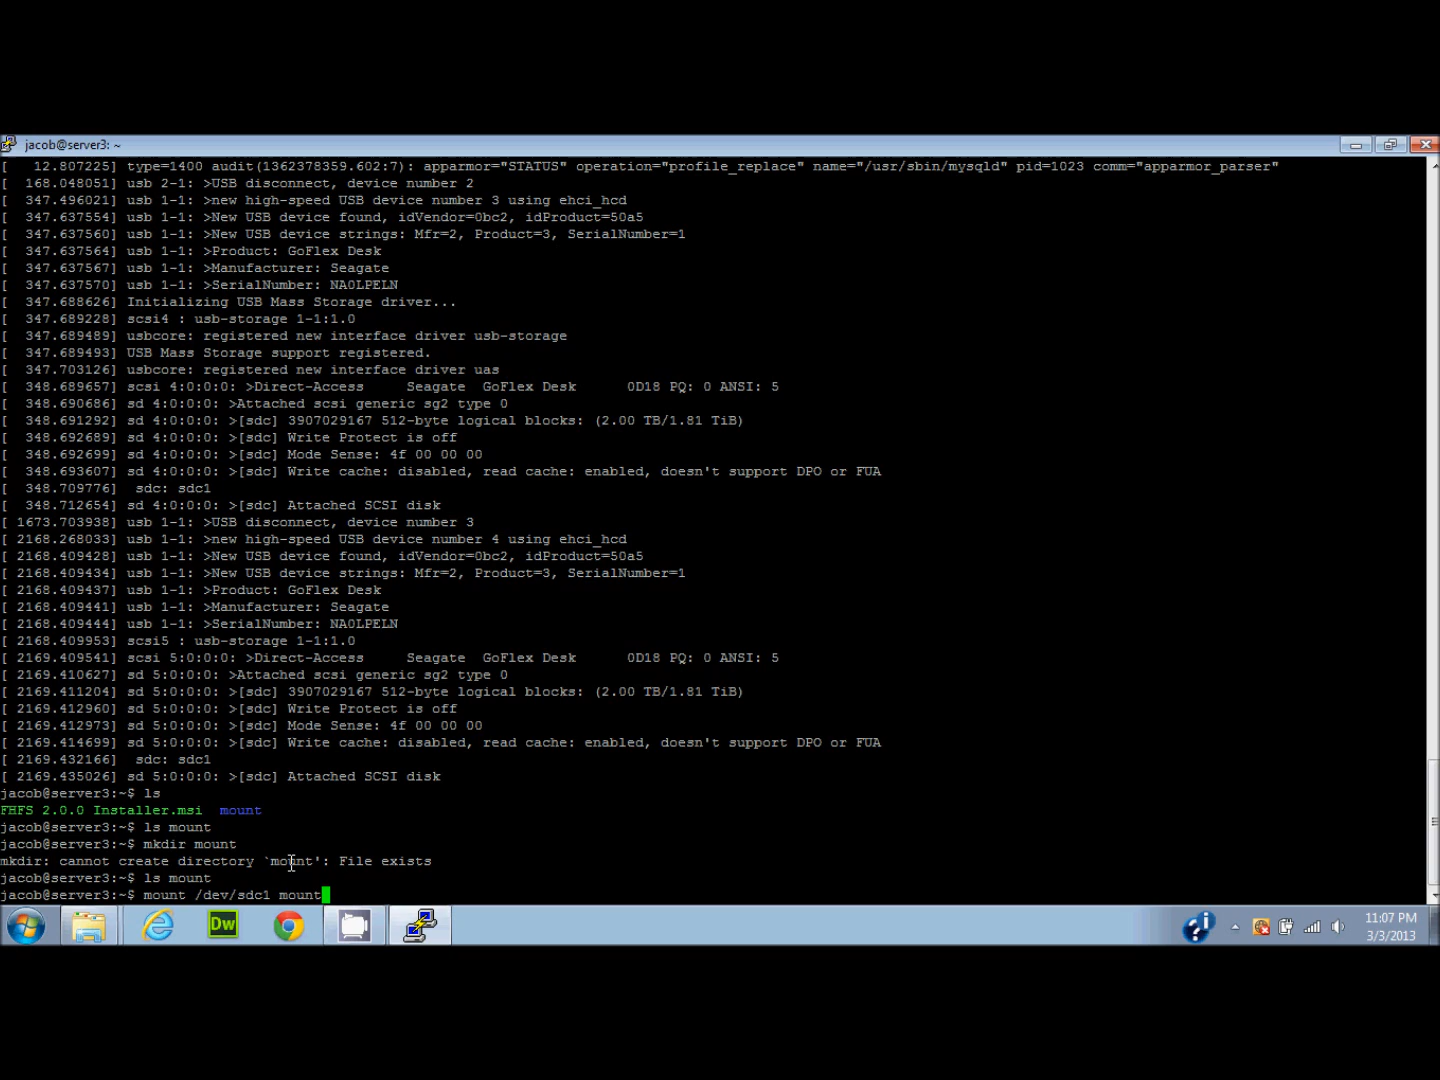 jacob@server3: ~
[   12.807225] type=1400 audit(1362378359.602:7): apparmor="STATUS" operation="profile_replace" name="/usr/sbin/mysqld" pid=1023 comm="apparmor_parser"
[  168.048051] usb 2-1: >USB disconnect, device number 2
[  347.496021] usb 1-1: >new high-speed USB device number 3 using ehci_hcd
[  347.637554] usb 1-1: >New USB device found, idVendor=0bc2, idProduct=50a5
[  347.637560] usb 1-1: >New USB device strings: Mfr=2, Product=3, SerialNumber=1
[  347.637564] usb 1-1: >Product: GoFlex Desk
[  347.637567] usb 1-1: >Manufacturer: Seagate
[  347.637570] usb 1-1: >SerialNumber: NA0LPELN
[  347.688626] Initializing USB Mass Storage driver...
[  347.689228] scsi4 : usb-storage 1-1:1.0
[  347.689489] usbcore: registered new interface driver usb-storage
[  347.689493] USB Mass Storage support registered.
[  347.703126] usbcore: registered new interface driver uas
[  348.689657] scsi 4:0:0:0: >Direct-Access     Seagate  GoFlex Desk      0D18 PQ: 0 ANSI: 5
[  348.690686] sd 4:0:0:0: >Attached scsi generic sg2 type 0
[  348.691292] sd 4:0:0:0: >[sdc] 3907029167 512-byte logical blocks: (2.00 TB/1.81 TiB)
[  348.692689] sd 4:0:0:0: >[sdc] Write Protect is off
[  348.692699] sd 4:0:0:0: >[sdc] Mode Sense: 4f 00 00 00
[  348.693607] sd 4:0:0:0: >[sdc] Write cache: disabled, read cache: enabled, doesn't support DPO or FUA
[  348.709776]  sdc: sdc1
[  348.712654] sd 4:0:0:0: >[sdc] Attached SCSI disk
[ 1673.703938] usb 1-1: >USB disconnect, device number 3
[ 2168.268033] usb 1-1: >new high-speed USB device number 4 using ehci_hcd
[ 2168.409428] usb 1-1: >New USB device found, idVendor=0bc2, idProduct=50a5
[ 2168.409434] usb 1-1: >New USB device strings: Mfr=2, Product=3, SerialNumber=1
[ 2168.409437] usb 1-1: >Product: GoFlex Desk
[ 2168.409441] usb 1-1: >Manufacturer: Seagate
[ 2168.409444] usb 1-1: >SerialNumber: NA0LPELN
[ 2168.409953] scsi5 : usb-storage 1-1:1.0
[ 2169.409541] scsi 5:0:0:0: >Direct-Access     Seagate  GoFlex Desk      0D18 PQ: 0 ANSI: 5
[ 2169.410627] sd 5:0:0:0: >Attached scsi generic sg2 type 0
[ 2169.411204] sd 5:0:0:0: >[sdc] 3907029167 512-byte logical blocks: (2.00 TB/1.81 TiB)
[ 2169.412960] sd 5:0:0:0: >[sdc] Write Protect is off
[ 2169.412973] sd 5:0:0:0: >[sdc] Mode Sense: 4f 00 00 00
[ 2169.414699] sd 5:0:0:0: >[sdc] Write cache: disabled, read cache: enabled, doesn't support DPO or FUA
[ 2169.432166]  sdc: sdc1
[ 2169.435026] sd 5:0:0:0: >[sdc] Attached SCSI disk
jacob@server3:~$ ls
FHFS 2.0.0 Installer.msi  mount
jacob@server3:~$ ls mount
jacob@server3:~$ mkdir mount
mkdir: cannot create directory `mount': File exists
jacob@server3:~$ ls mount
jacob@server3:~$ mount /dev/sdc1 mount
Dw
11:07 PM
3/3/2013